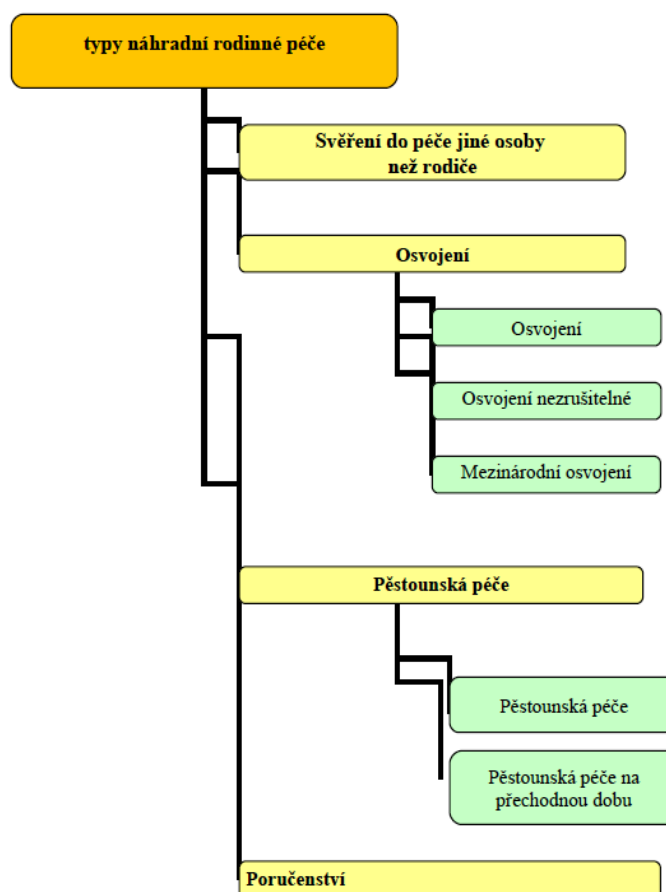 typy náhradní rodinné péče
Svěření do péče jiné osoby
než rodiče
Osvojení
Osvojení
Osvojení nezrušitelné
Mezinárodní osvojení
Pěstounská péče
Pěstounská péče
Pěstounská péče na
přechodnou dobu
Poručenství